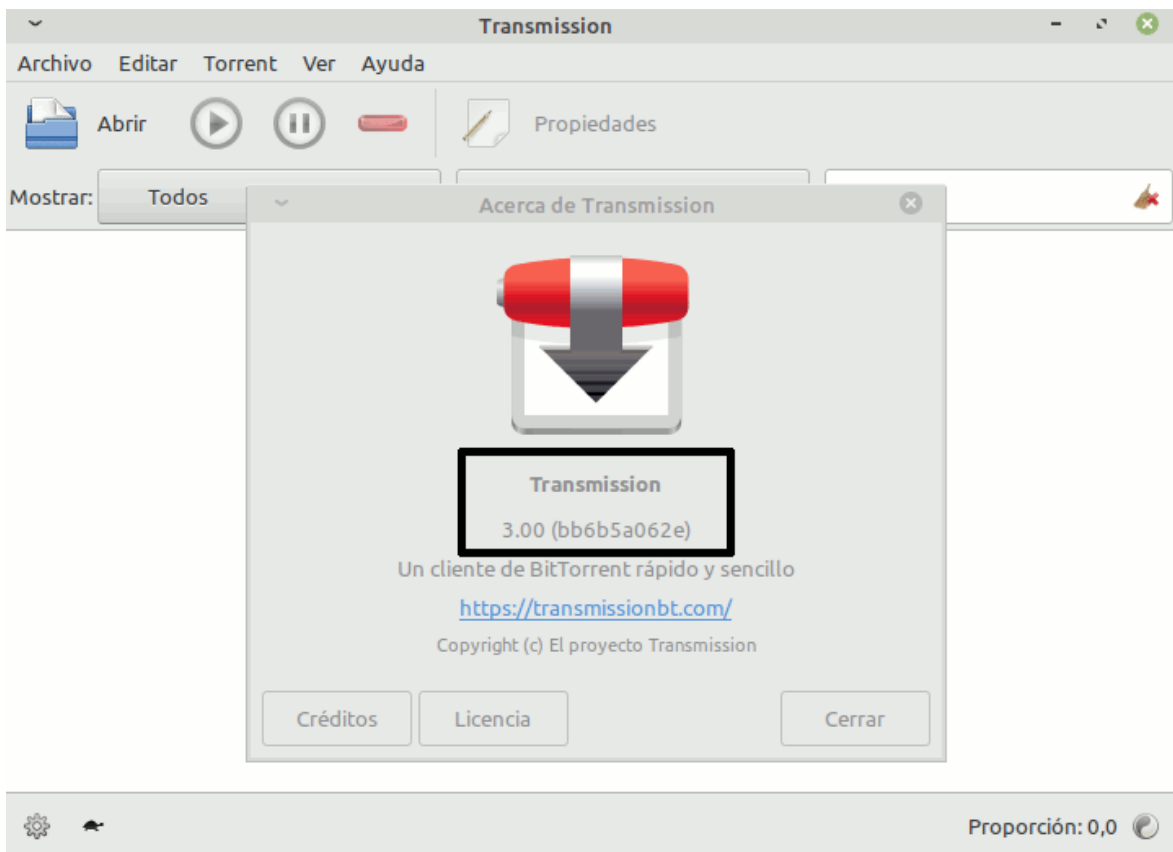 Transmission
Archivo Editar Torrent Ver Ayuda
Abrir Propiedades
Mostrar: Todos
Acerca de Transmission
Transmission
3.00 (bb6b5a062e)
Un cliente de BitTorrent rápido y sencillo
https://transmissionbt.com/
Copyright (c) El proyecto Transmission
Créditos Licencia Cerrar
Proporción: 0,0